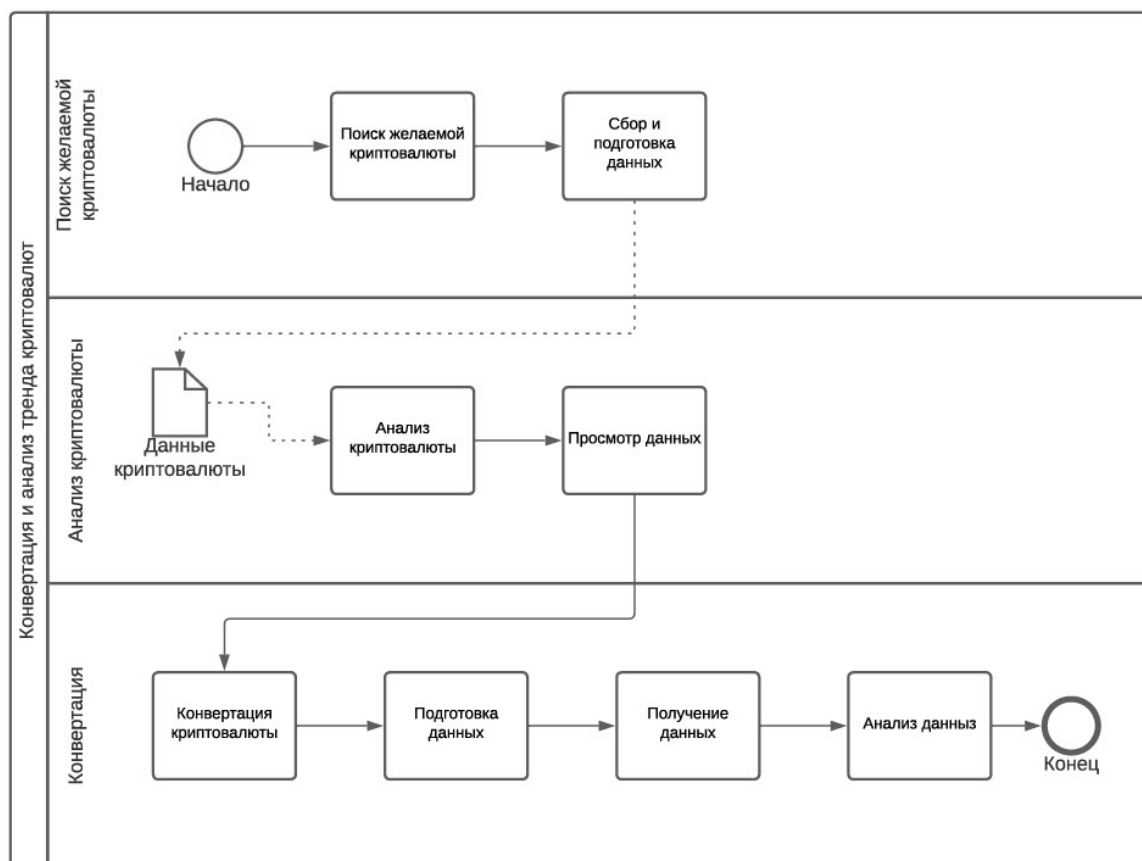 Конвертация и анализ тренда криптовалют
Поиск желаемой
криптовалюты
Начало
Поиск желаемой
криптовалюты
Сбор и
подготовка
данных
Анализ криптовалюты
Данные
криптовалюты
Анализ
криптовалюты
Просмотр данных
Конвертация
Конвертация
криптовалюты
Подготовка
данных
Получение
данных
Анализ данныз
Конец